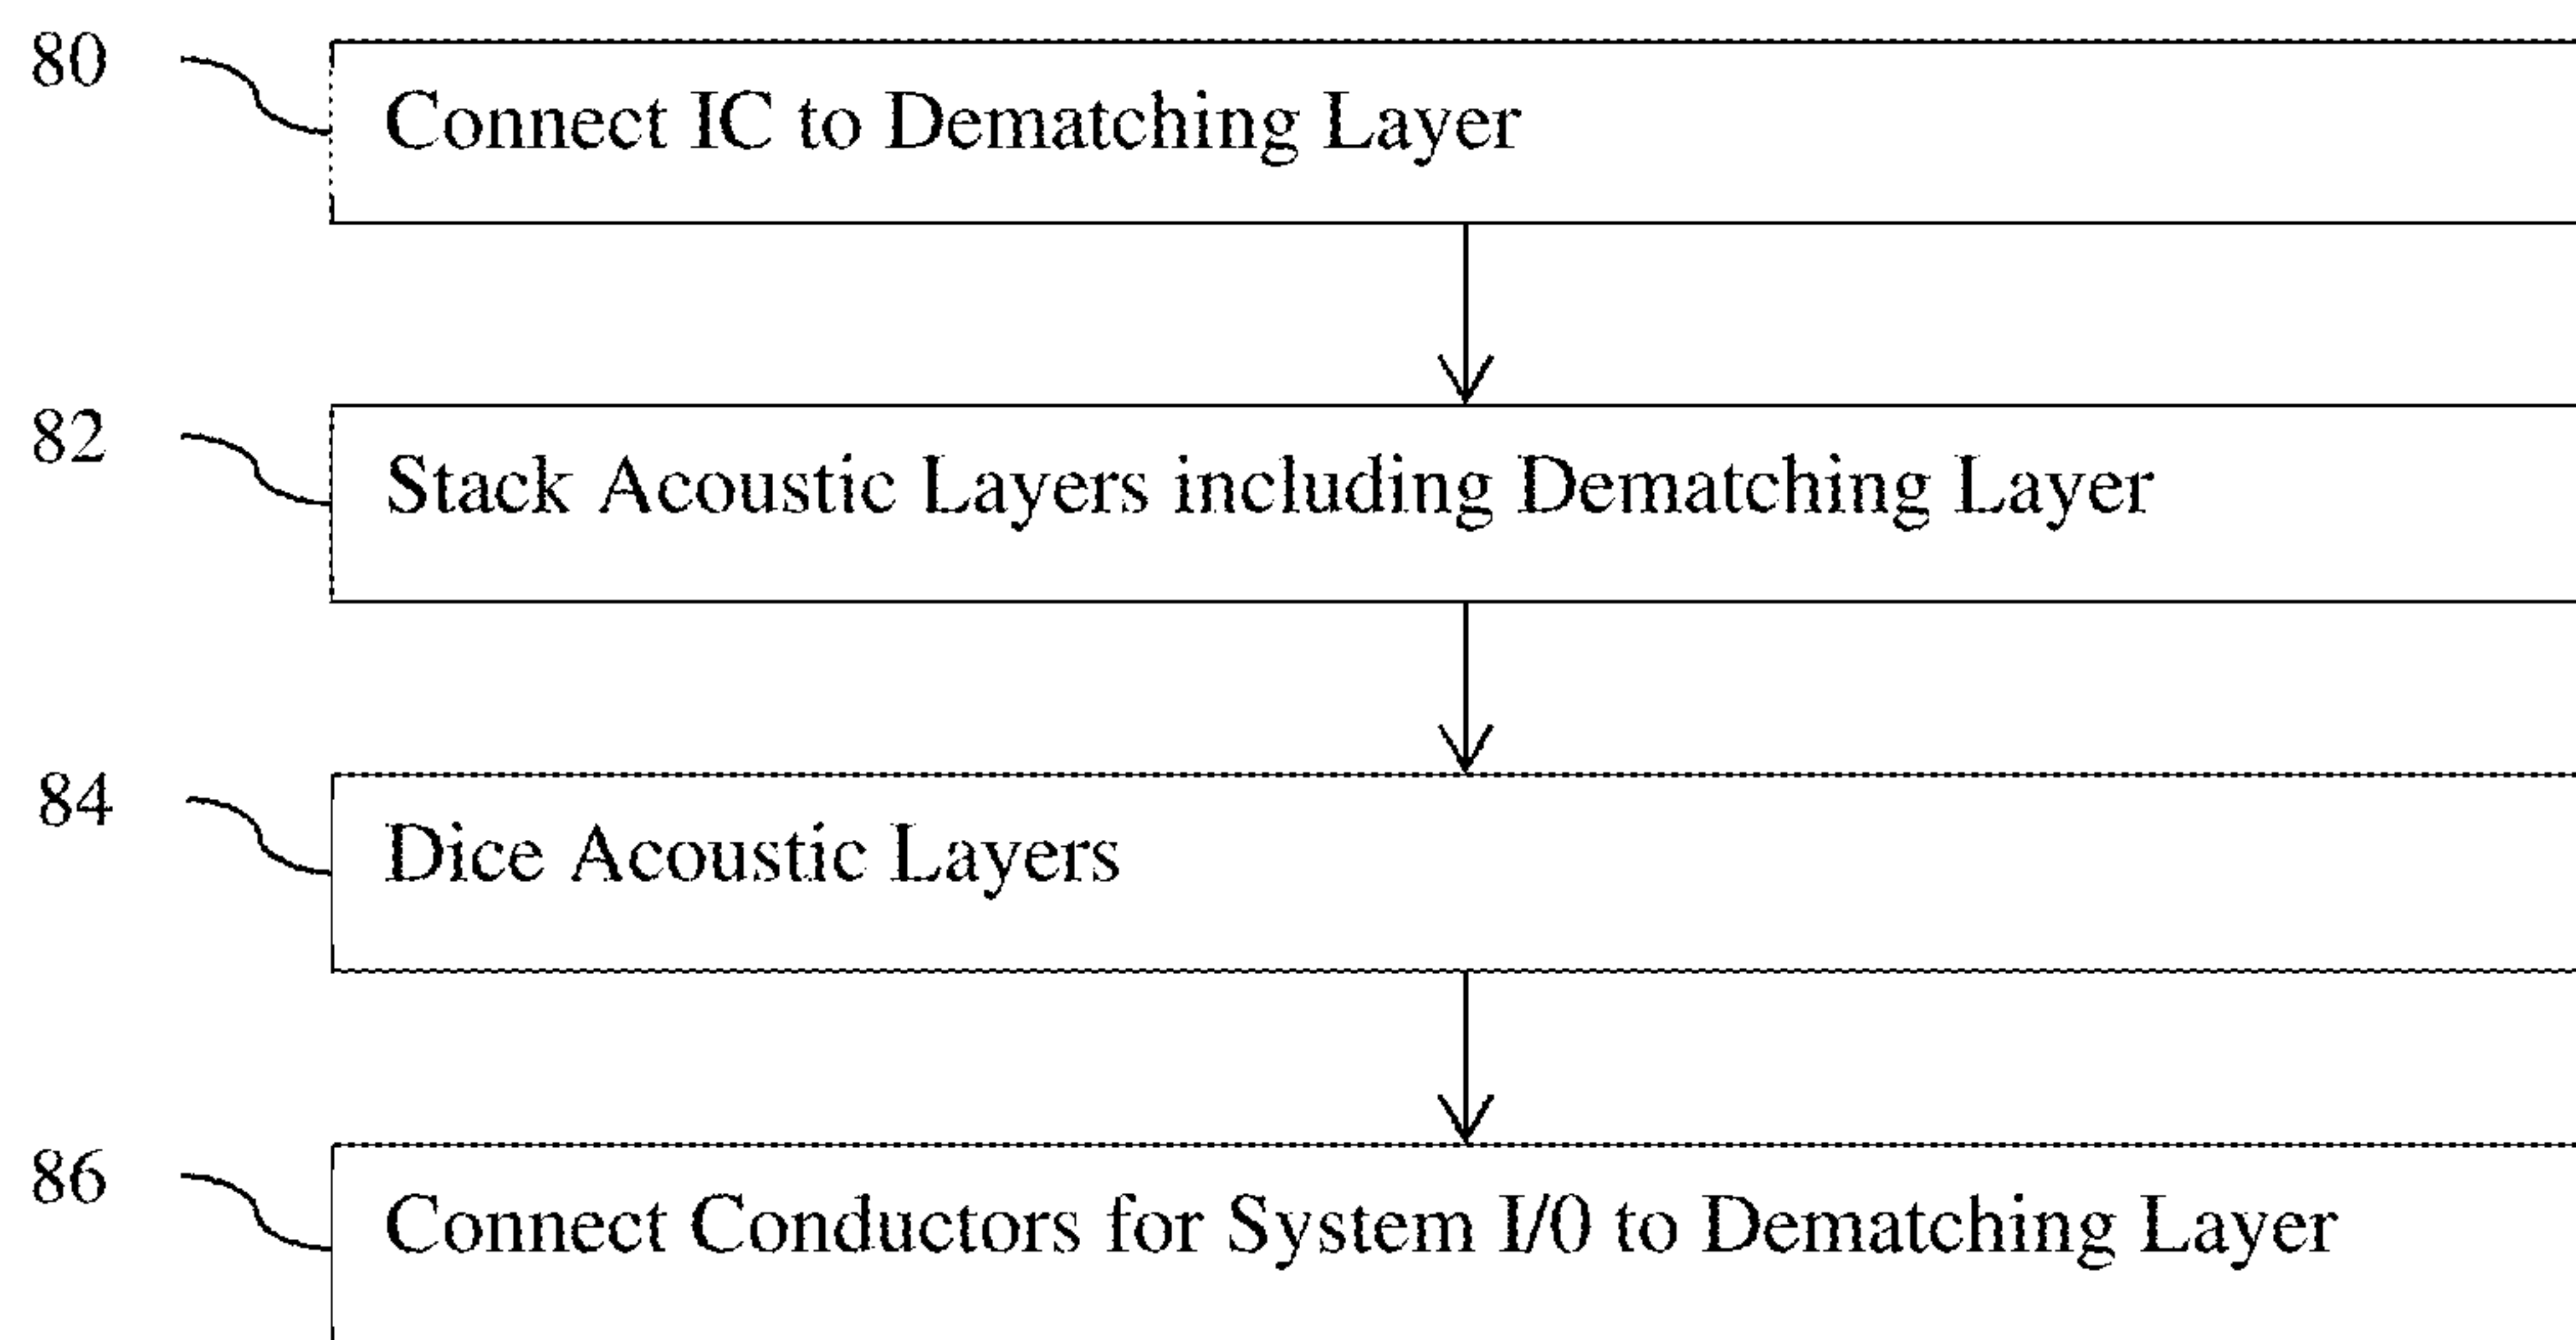 80
Connect IC to Dematching Layer
82
Stack Acoustic Layers including Dematching Layer
84
Dice Acoustic Layers
86
Connect Conductors for System I/0 to Dematching Layer